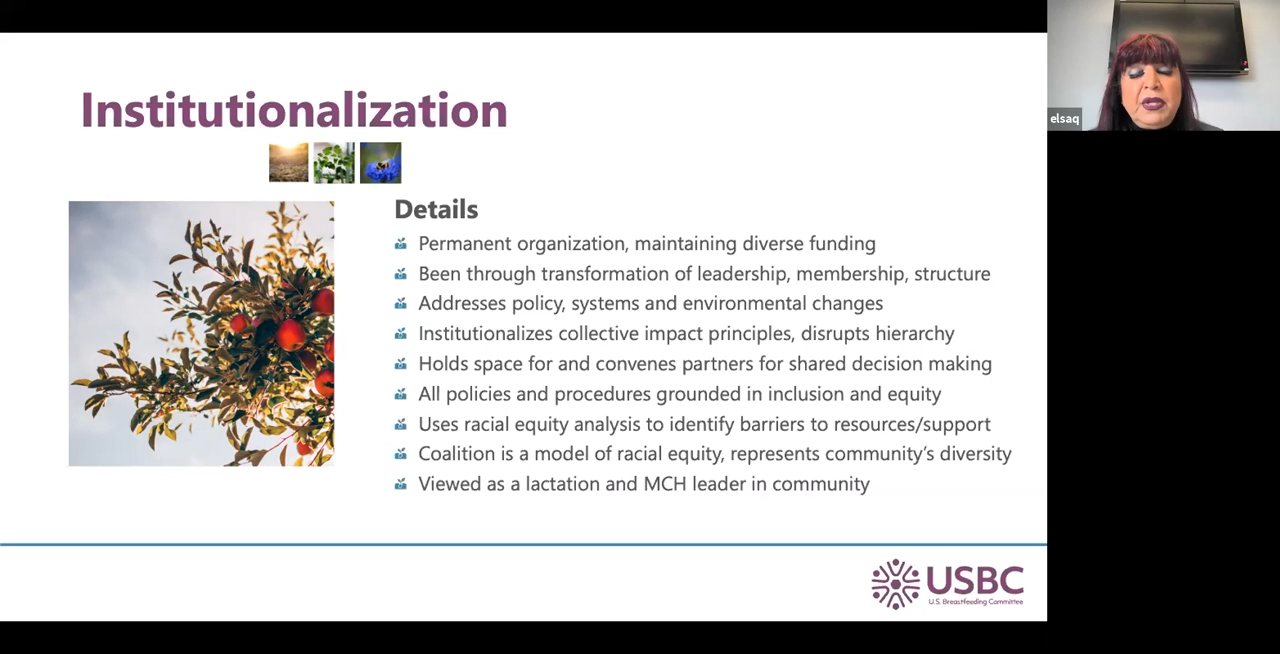 Institutionalization
Details
Permanent organization, maintaining diverse funding
Been through transformation of leadership, membership, structure
Addresses policy, systems and environmental changes
Institutionalizes collective impact principles, disrupts hierarchy
Holds space for and convenes partners for shared decision making
All policies and procedures grounded in inclusion and equity
Uses racial equity analysis to identify barriers to resources/support
Coalition is a model of racial equity, represents community’s diversity
Viewed as a lactation and MCH leader in community
USBC
U.S. Breastfeeding Committee
elsaq